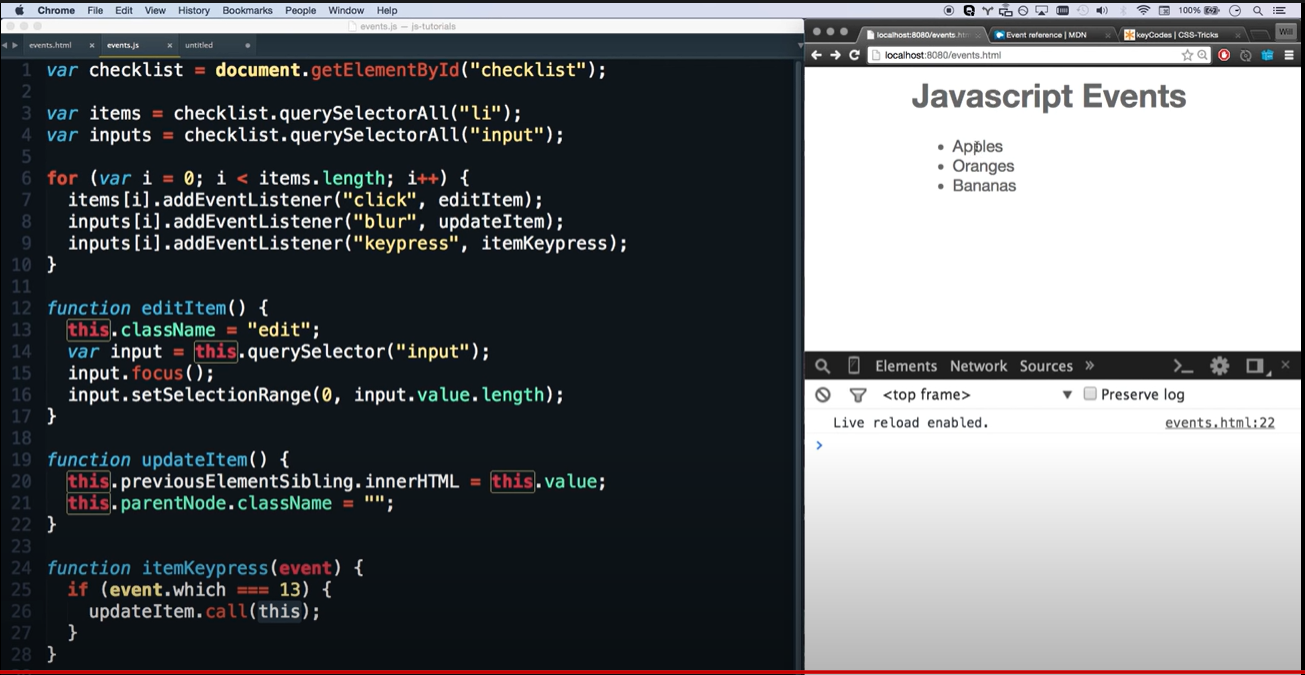 Chrome File Edit View History Bookmarks People Window Help 100%
events.js — js-tutorials
events.html × events.js × untitled
1 var checklist = document.getElementById("checklist");
2
3 var items = checklist.querySelectorAll("li");
4 var inputs = checklist.querySelectorAll("input");
5
6 for (var i = 0; i < items.length; i++) {
7 items[i].addEventListener("click", editItem);
8 inputs[i].addEventListener("blur", updateItem);
9 inputs[i].addEventListener("keypress", itemKeypress);
10 }
11
12 function editItem() {
13 this.className = "edit";
14 var input = this.querySelector("input");
15 input.focus();
16 input.setSelectionRange(0, input.value.length);
17 }
18
19 function updateItem() {
20 this.previousElementSibling.innerHTML = this.value;
21 this.parentNode.className = "";
22 }
23
24 function itemKeypress(event) {
25 if (event.which === 13) {
26 updateItem.call(this);
27 }
28 }
localhost:8080/events.ht × Event reference | MDN × keyCodes | CSS-Tricks × Will
localhost:8080/events.html
Javascript Events
• Apples
• Oranges
• Bananas
Elements Network Sources »
<top frame> ▼ Preserve log
Live reload enabled. events.html:22
>